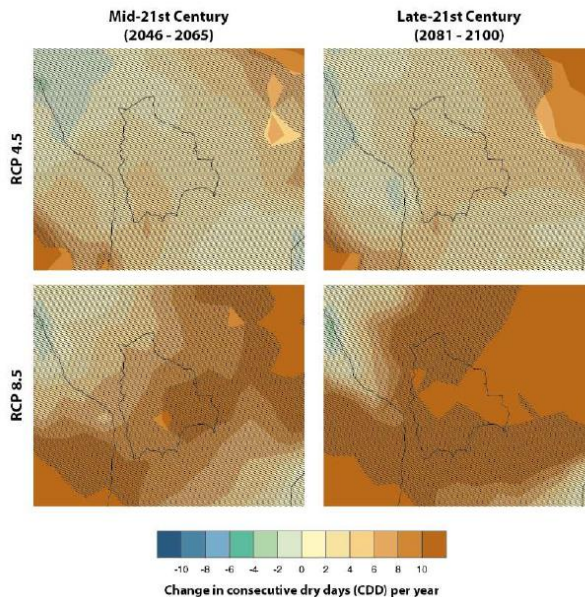 Mid-21st Century
(2046 - 2065)
Late-21st Century
(2081 - 2100)
RCP 4.5
RCP 8.5
-10 -8 -6 -4 -2 0 2 4 6 8 10
Change in consecutive dry days (CDD) per year